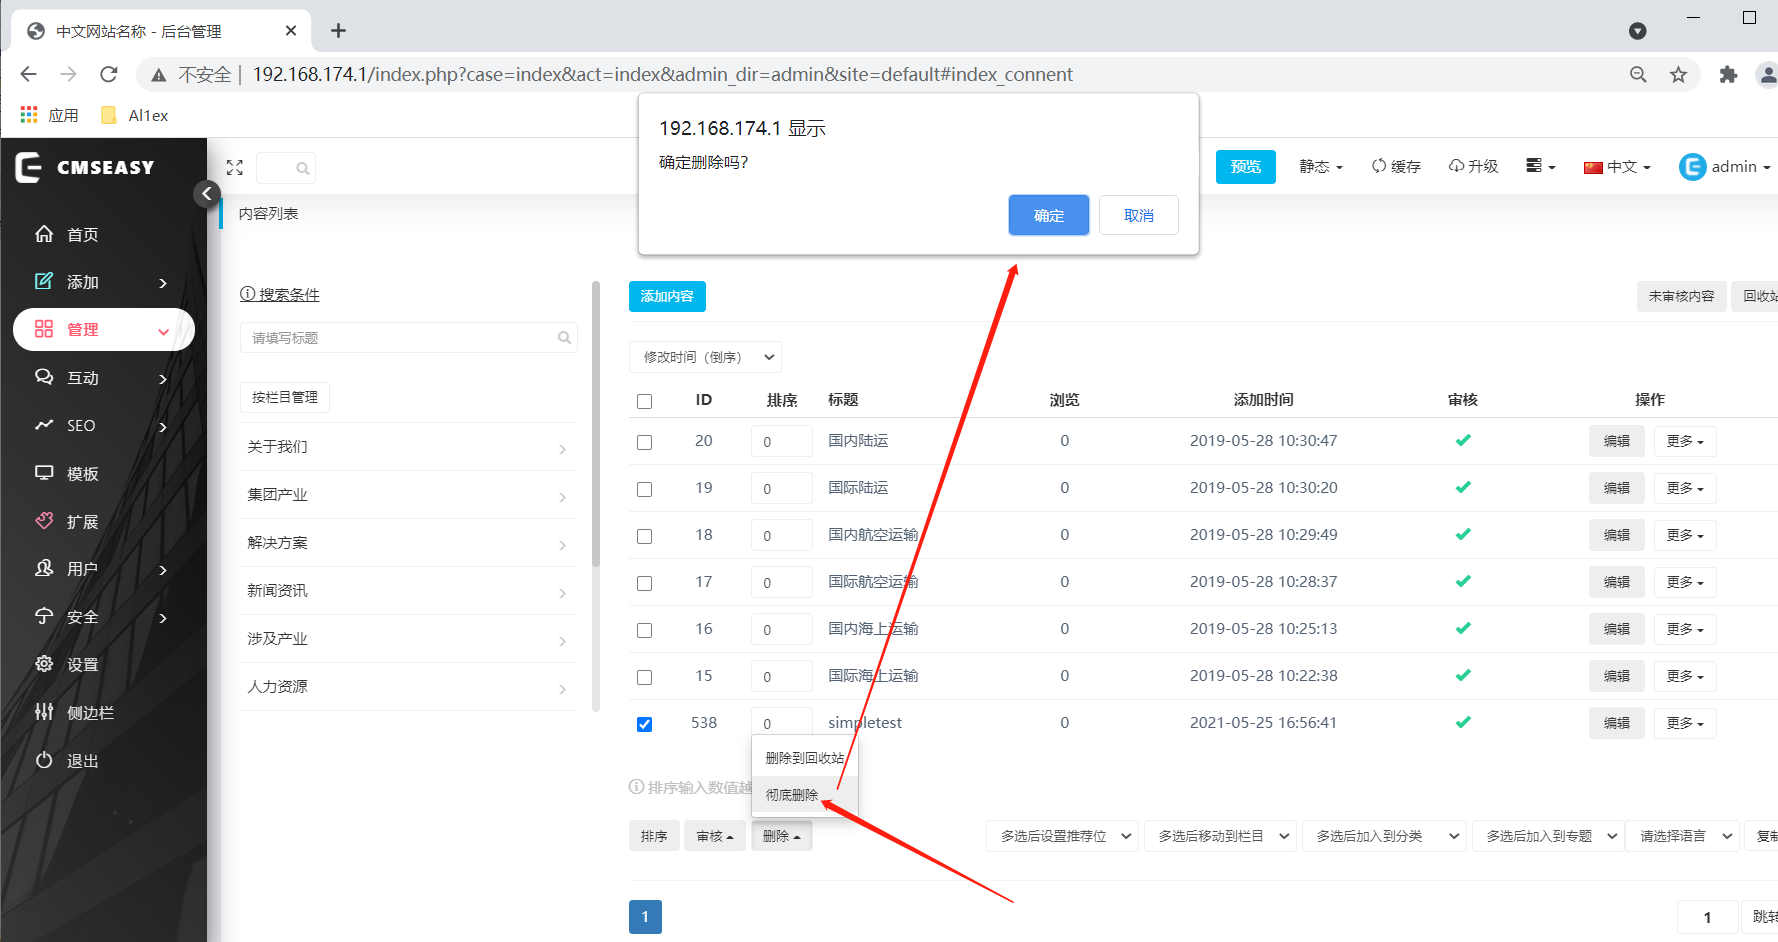 中文网站名称 - 后台管理
不安全 | 192.168.174.1/index.php?case=index&act=index&admin_dir=admin&site=default#index_connent
应用 Al1ex
192.168.174.1 显示
确定删除吗?
确定 取消
CMSEASY
预览 静态 缓存 升级 中文 admin
内容列表
首页
添加
管理
互动
SEO
模板
扩展
用户
安全
设置
侧边栏
退出
搜索条件
请填写标题
按栏目管理
关于我们
集团产业
解决方案
新闻资讯
涉及产业
人力资源
添加内容 未审核内容 回收站
修改时间（倒序）
ID 排序 标题 浏览 添加时间 审核 操作
20 0 国内陆运 0 2019-05-28 10:30:47 编辑 更多
19 0 国际陆运 0 2019-05-28 10:30:20 编辑 更多
18 0 国内航空运输 0 2019-05-28 10:29:49 编辑 更多
17 0 国际航空运输 0 2019-05-28 10:28:37 编辑 更多
16 0 国内海上运输 0 2019-05-28 10:25:13 编辑 更多
15 0 国际海上运输 0 2019-05-28 10:22:38 编辑 更多
538 0 simpletest 0 2021-05-25 16:56:41 编辑 更多
删除到回收站
排序输入数值越
彻底删除
排序 审核 删除 多选后设置推荐位 多选后移动到栏目 多选后加入到分类 多选后加入到专题 请选择语言 复制
1 1 跳转